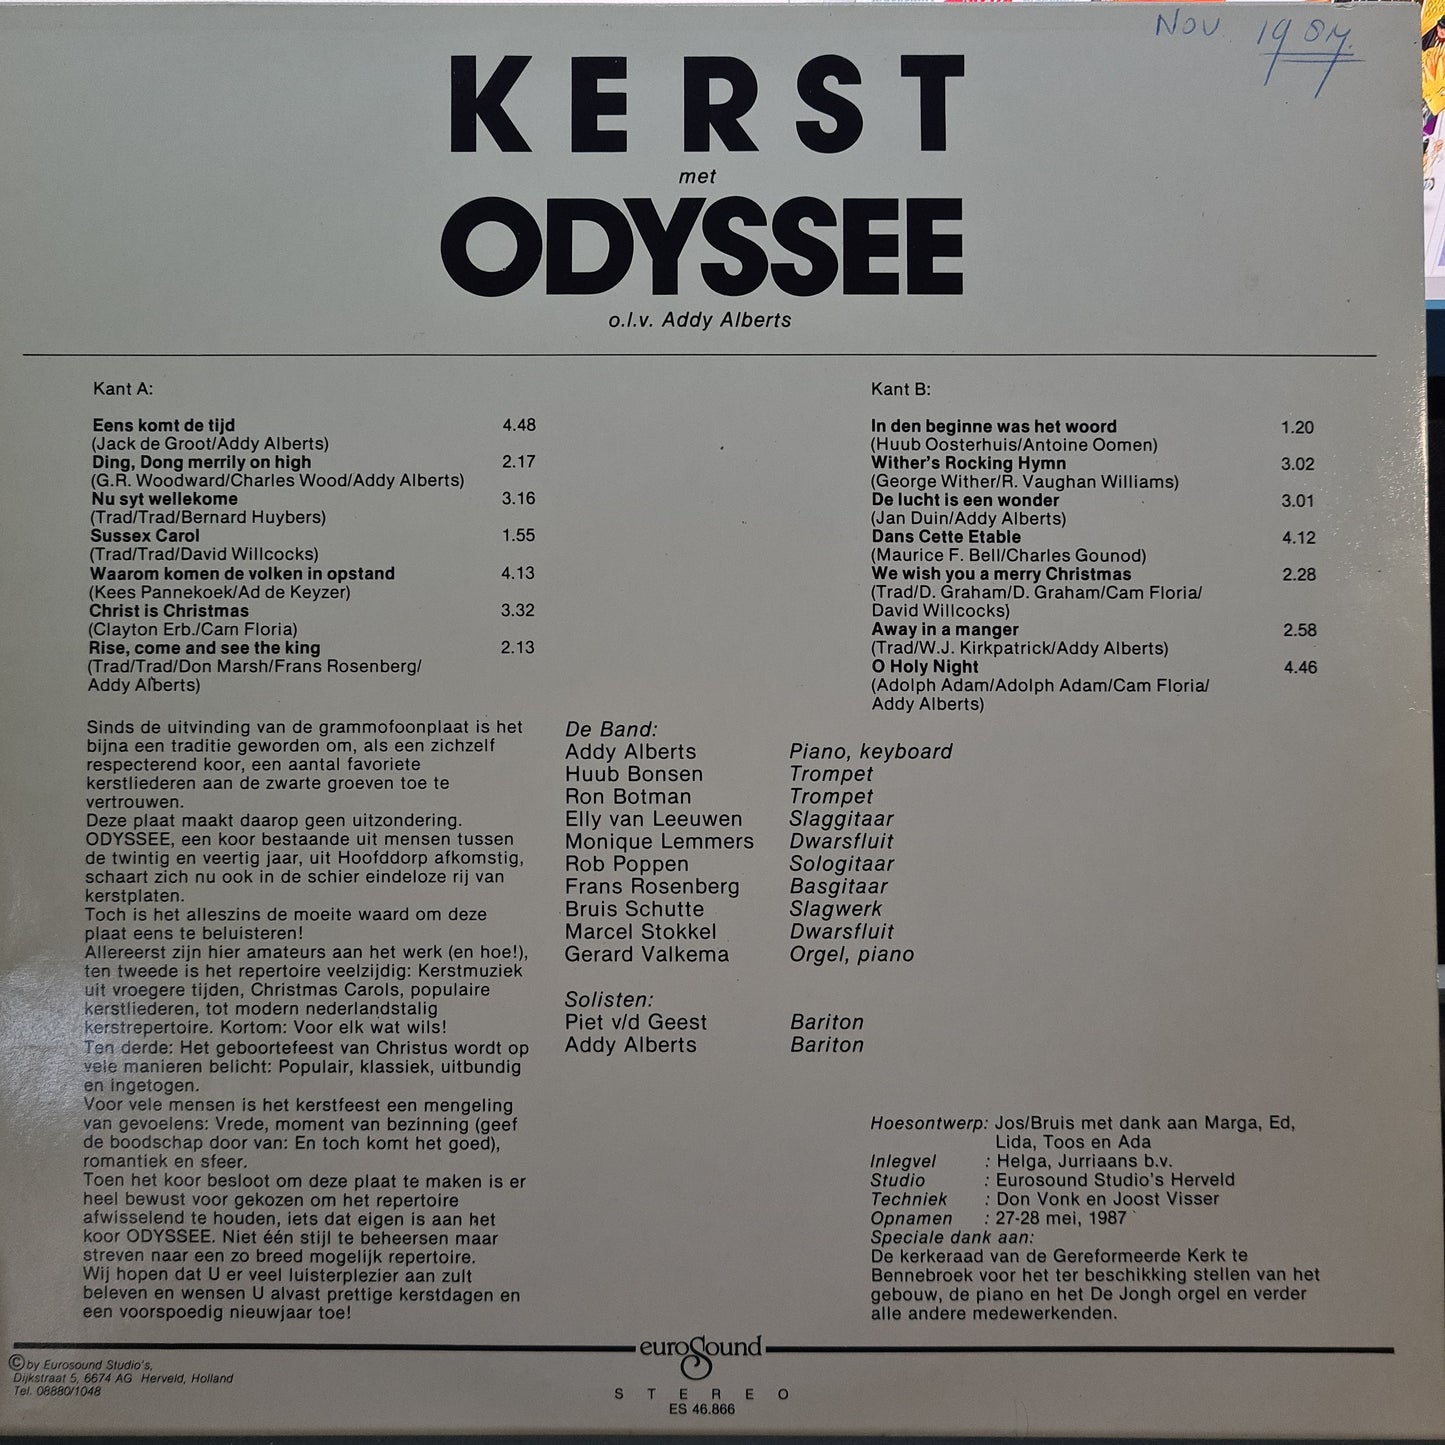 Nov 1987.
KERST
met
ODYSSEE
o.l.v. Addy Alberts
Kant A:
Eens komt de tijd 4.48
(Jack de Groot/Addy Alberts)
Ding, Dong merrily on high 2.17
(G.R. Woodward/Charles Wood/Addy Alberts)
Nu syt wellekome 3.16
(Trad/Trad/Bernard Huybers)
Sussex Carol 1.55
(Trad/Trad/David Willcocks)
Waarom komen de volken in opstand 4.13
(Kees Pannekoek/Ad de Keyzer)
Christ is Christmas 3.32
(Clayton Erb./Cam Floria)
Rise, come and see the king 2.13
(Trad/Trad/Don Marsh/Frans Rosenberg/
Addy Alberts)
Kant B:
In den beginne was het woord 1.20
(Huub Oosterhuis/Antoine Oomen)
Wither's Rocking Hymn 3.02
(George Wither/R. Vaughan Williams)
De lucht is een wonder 3.01
(Jan Duin/Addy Alberts)
Dans Cette Etable 4.12
(Maurice F. Bell/Charles Gounod)
We wish you a merry Christmas 2.28
(Trad/D. Graham/D. Graham/Cam Floria/
David Willcocks)
Away in a manger 2.58
(Trad/W.J. Kirkpatrick/Addy Alberts)
O Holy Night 4.46
(Adolph Adam/Adolph Adam/Cam Floria/
Addy Alberts)
Sinds de uitvinding van de grammofoonplaat is het
bijna een traditie geworden om, als een zichzelf
respecterend koor, een aantal favoriete
kerstliederen aan de zwarte groeven toe te
vertrouwen.
Deze plaat maakt daarop geen uitzondering.
ODYSSEE, een koor bestaande uit mensen tussen
de twintig en veertig jaar, uit Hoofddorp afkomstig,
schaart zich nu ook in de schier eindeloze rij van
kerstplaten.
Toch is het alleszins de moeite waard om deze
plaat eens te beluisteren!
Allereerst zijn hier amateurs aan het werk (en hoe!),
ten tweede is het repertoire veelzijdig: Kerstmuziek
uit vroegere tijden, Christmas Carols, populaire
kerstliederen, tot modern nederlandstalig
kerstrepertoire. Kortom: Voor elk wat wils!
Ten derde: Het geboortefeest van Christus wordt op
vele manieren belicht: Populair, klassiek, uitbundig
en ingetogen.
Voor vele mensen is het kerstfeest een mengeling
van gevoelens: Vrede, moment van bezinning (geef
de boodschap door van: En toch komt het goed),
romantiek en sfeer.
Toen het koor besloot om deze plaat te maken is er
heel bewust voor gekozen om het repertoire
afwisselend te houden, iets dat eigen is aan het
koor ODYSSEE. Niet één stijl te beheersen maar
streven naar een zo breed mogelijk repertoire.
Wij hopen dat U er veel luisterplezier aan zult
beleven en wensen U alvast prettige kerstdagen en
een voorspoedig nieuwjaar toe!
De Band:
Addy Alberts Piano, keyboard
Huub Bonsen Trompet
Ron Botman Trompet
Elly van Leeuwen Slaggitaar
Monique Lemmers Dwarsfluit
Rob Poppen Sologitaar
Frans Rosenberg Basgitaar
Bruis Schutte Slagwerk
Marcel Stokkel Dwarsfluit
Gerard Valkema Orgel, piano
Solisten:
Piet v/d Geest Bariton
Addy Alberts Bariton
Hoesontwerp: Jos/Bruis met dank aan Marga, Ed,
Lida, Toos en Ada
Inlegvel : Helga, Jurriaans b.v.
Studio : Eurosound Studio's Herveld
Techniek : Don Vonk en Joost Visser
Opnamen : 27-28 mei, 1987
Speciale dank aan:
De kerkeraad van de Gereformeerde Kerk te
Bennebroek voor het ter beschikking stellen van het
gebouw, de piano en het De Jongh orgel en verder
alle andere medewerkenden.
euroSound
STEREO
ES 46.866
© by Eurosound Studio's,
Dijkstraat 5, 6674 AG Herveld, Holland
Tel. 08880/1048